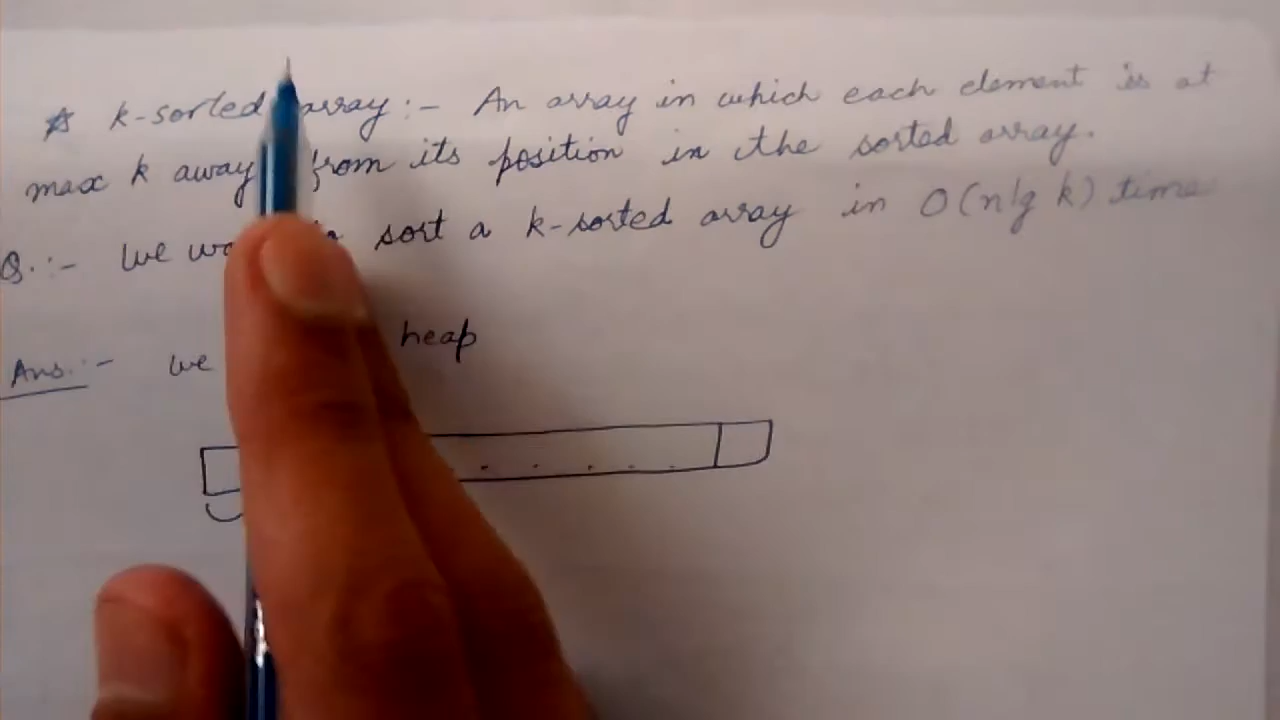 k-sorted array :- An array in which each element is at
max k away from its position in the sorted array.
Q. :- We sort a k-sorted array in O(n lg k) time
Ans. :- we heap